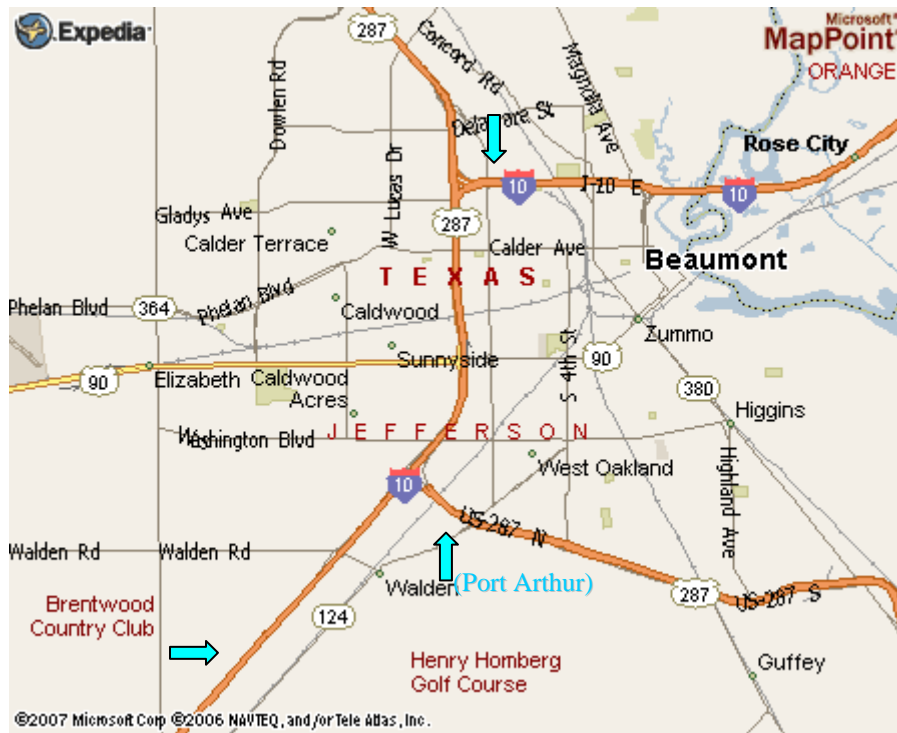 .Expedia
Microsoft
MapPoint
ORANGE
287
Concord Rd
Magnolia Ave
Dowlen Rd
Delaware St
Rose City
W Lucas Dr
10
I-10 E
10
Gladys Ave
287
Calder Terrace
Calder Ave
Beaumont
TEXAS
Phelan Blvd
364
Phelan Blvd
Caldwood
Zummo
Sunnyside
90
90
Elizabeth
Caldwood
Acres
S 4th St
380
Higgins
Washington Blvd
JEFFERSON
West Oakland
10
Highland Ave
US-287 N
Walden Rd
Walden Rd
Walden
(Port Arthur)
287
US-287 S
Brentwood
Country Club
124
Henry Homberg
Golf Course
Guffey
©2007 Microsoft Corp ©2006 NAVTEQ, and/or Tele Atlas, Inc.